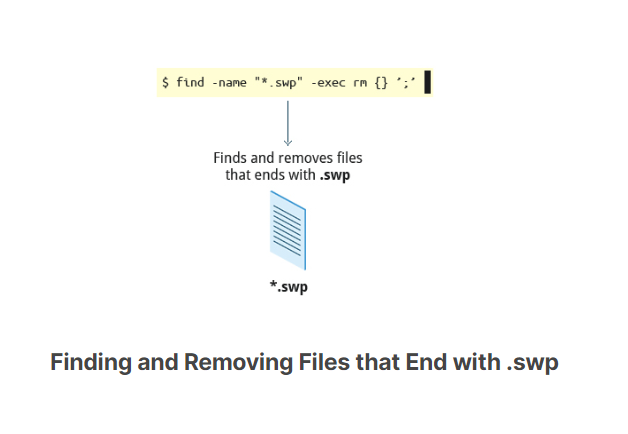 $ find -name "*.swp" -exec rm {} ’;’
Finds and removes files
that ends with .swp
*.swp
Finding and Removing Files that End with .swp